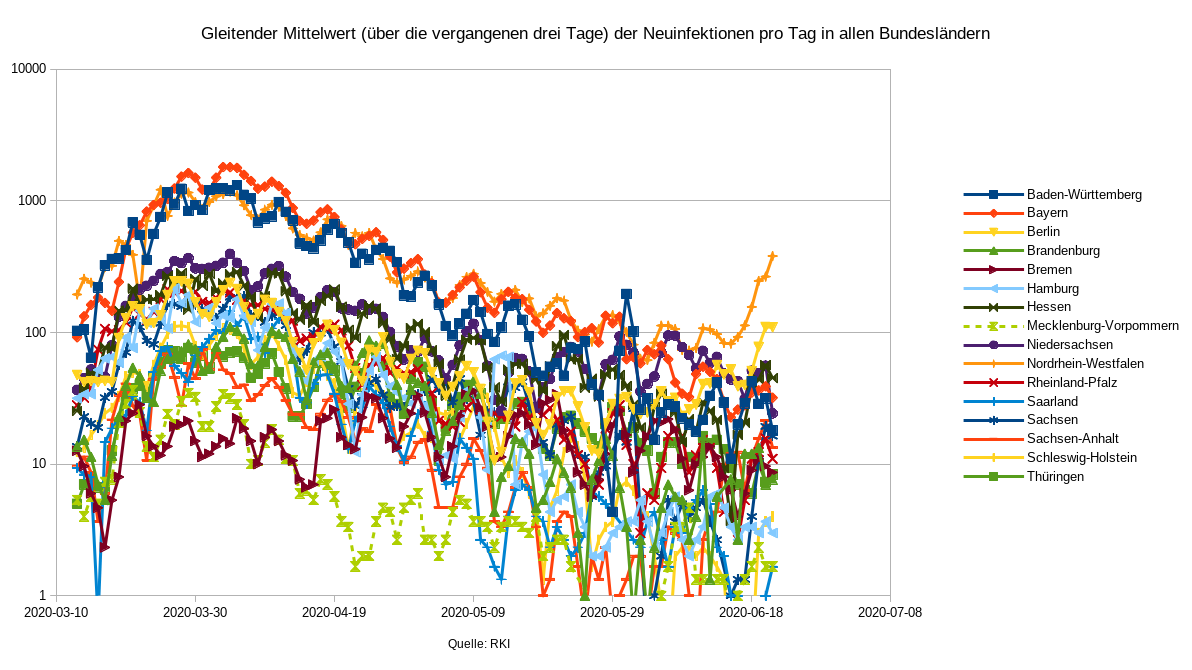 Gleitender Mittelwert (über die vergangenen drei Tage) der Neuinfektionen pro Tag in allen Bundesländern
10000
1000
100
10
1
2020-03-10 2020-03-30 2020-04-19 2020-05-09 2020-05-29 2020-06-18 2020-07-08
Quelle: RKI
Baden-Württemberg
Bayern
Berlin
Brandenburg
Bremen
Hamburg
Hessen
Mecklenburg-Vorpommern
Niedersachsen
Nordrhein-Westfalen
Rheinland-Pfalz
Saarland
Sachsen
Sachsen-Anhalt
Schleswig-Holstein
Thüringen